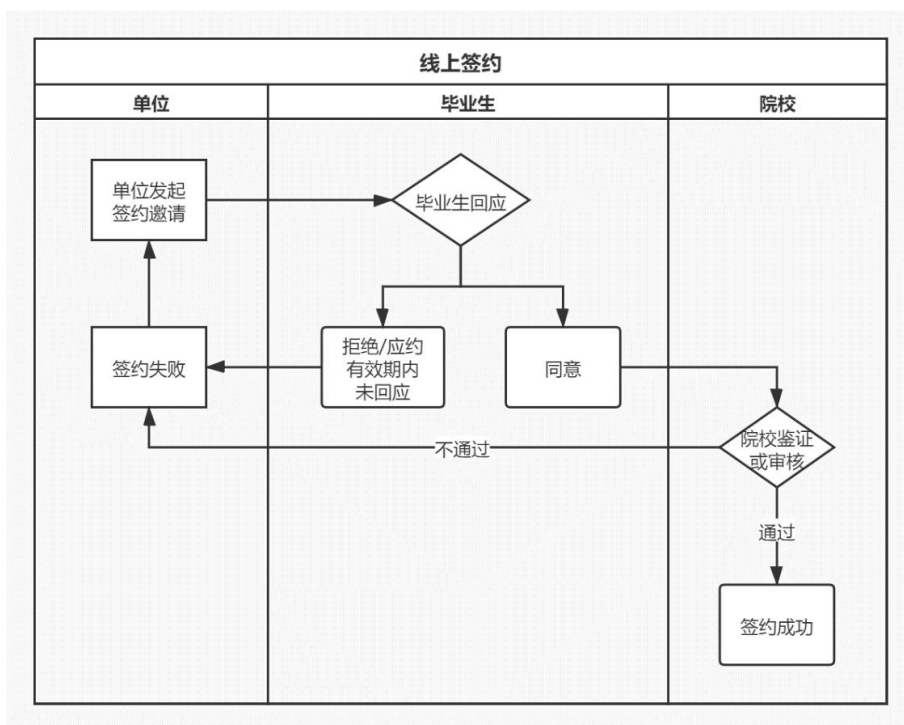 线上签约
单位
毕业生
院校
单位发起
签约邀请
毕业生回应
签约失败
拒绝/应约
有效期内
未回应
同意
院校鉴证
或审核
不通过
通过
签约成功